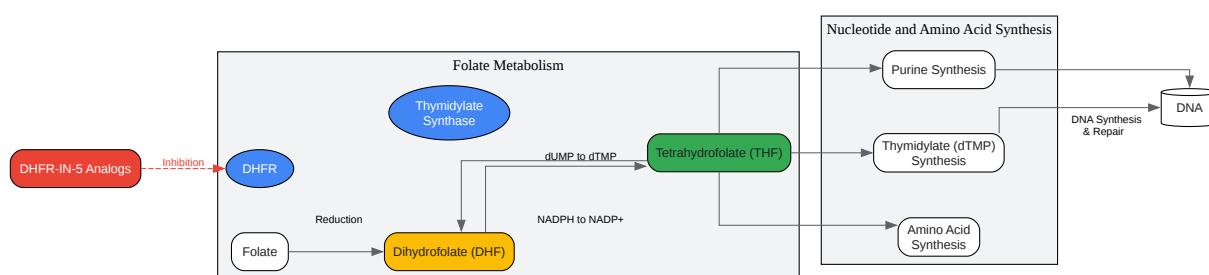 Nucleotide and Amino Acid Synthesis
Folate Metabolism
Purine Synthesis
Thymidylate
Synthase
DNA
DNA Synthesis
& Repair
Thymidylate (dTMP)
Synthesis
Tetrahydrofolate (THF)
dUMP to dTMP
DHFR-IN-5 Analogs
Inhibition
DHFR
Reduction
NADPH to NADP+
Folate
Dihydrofolate (DHF)
Amino Acid
Synthesis